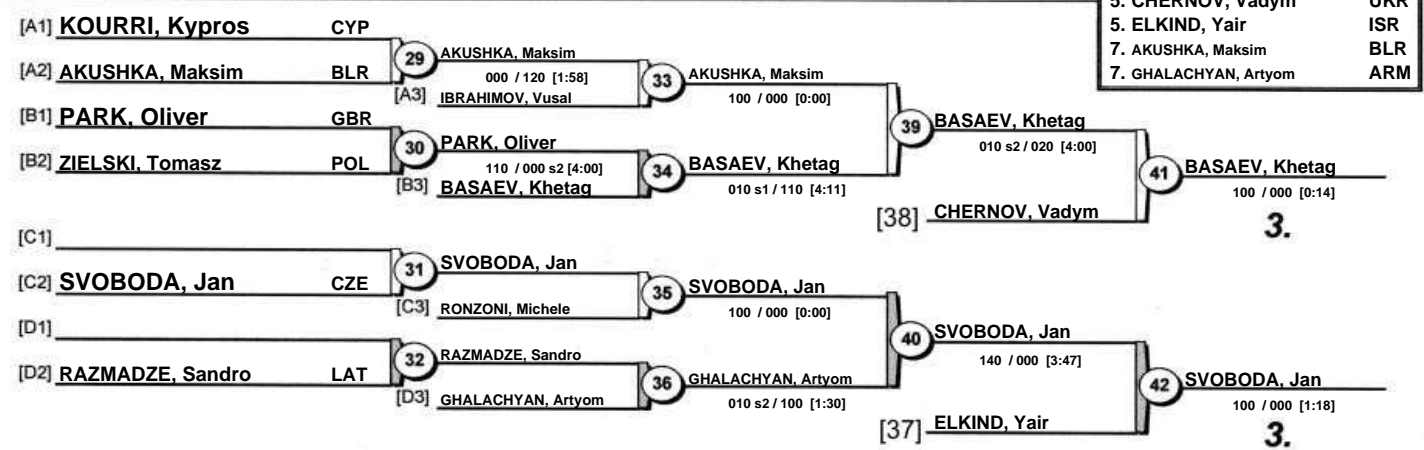 5. CHERNOV, Vadym UKR
5. ELKIND, Yair ISR
7. AKUSHKA, Maksim BLR
7. GHALACHYAN, Artyom ARM
[A1] KOURRI, Kypros CYP
[A2] AKUSHKA, Maksim BLR
29
AKUSHKA, Maksim
000 / 120 [1:58]
[A3] IBRAHIMOV, Vusal
33
AKUSHKA, Maksim
100 / 000 [0:00]
[B1] PARK, Oliver GBR
[B2] ZIELSKI, Tomasz POL
30
PARK, Oliver
110 / 000 s2 [4:00]
[B3] BASAEV, Khetag
34
BASAEV, Khetag
010 s1 / 110 [4:11]
39
BASAEV, Khetag
010 s2 / 020 [4:00]
[38] CHERNOV, Vadym
41
BASAEV, Khetag
100 / 000 [0:14]
3.
[C1]
[C2] SVOBODA, Jan CZE
31
SVOBODA, Jan
[C3] RONZONI, Michele
35
SVOBODA, Jan
100 / 000 [0:00]
[D1]
[D2] RAZMADZE, Sandro LAT
32
RAZMADZE, Sandro
[D3] GHALACHYAN, Artyom
36
GHALACHYAN, Artyom
010 s2 / 100 [1:30]
40
SVOBODA, Jan
140 / 000 [3:47]
[37] ELKIND, Yair
42
SVOBODA, Jan
100 / 000 [1:18]
3.